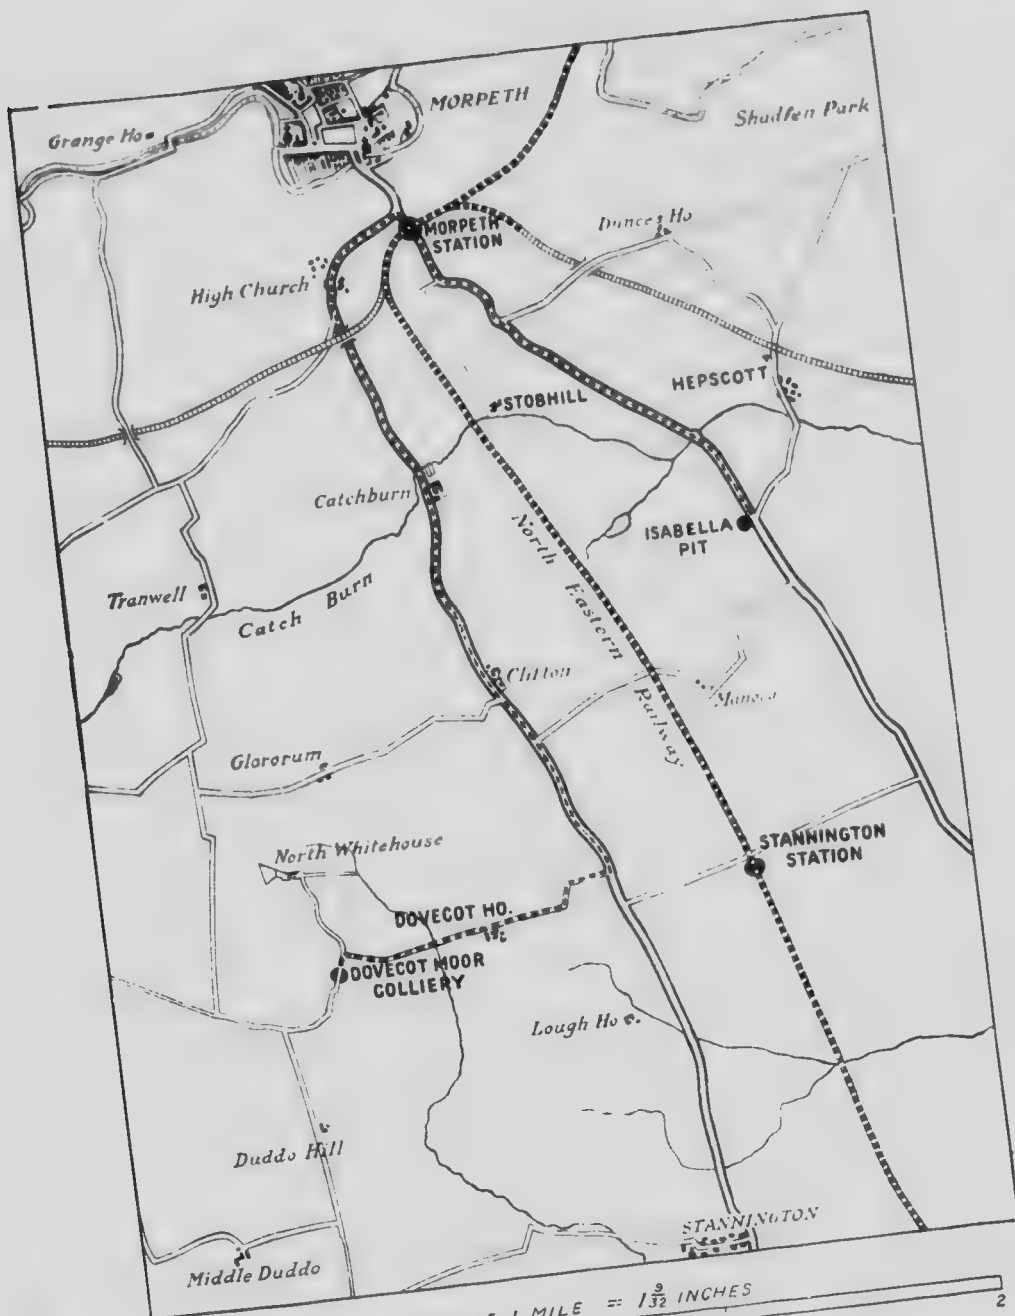 MORPETH
Grange Ho
Shadfen Park
MORPETH
STATION
Dunces Ho
High Church
HEPSCOTT
STOBHILL
Catchburn
ISABELLA
PIT
North Eastern Railway
Tranwell
Catch Burn
Clifton
Glororum
STANNINGTON
STATION
North Whitehouse
DOVECOT HO.
DOVECOT MOOR
COLLIERY
Lough Ho
Duddo Hill
STANNINGTON
Middle Duddo
1 MILE = 1 9/32 INCHES
2